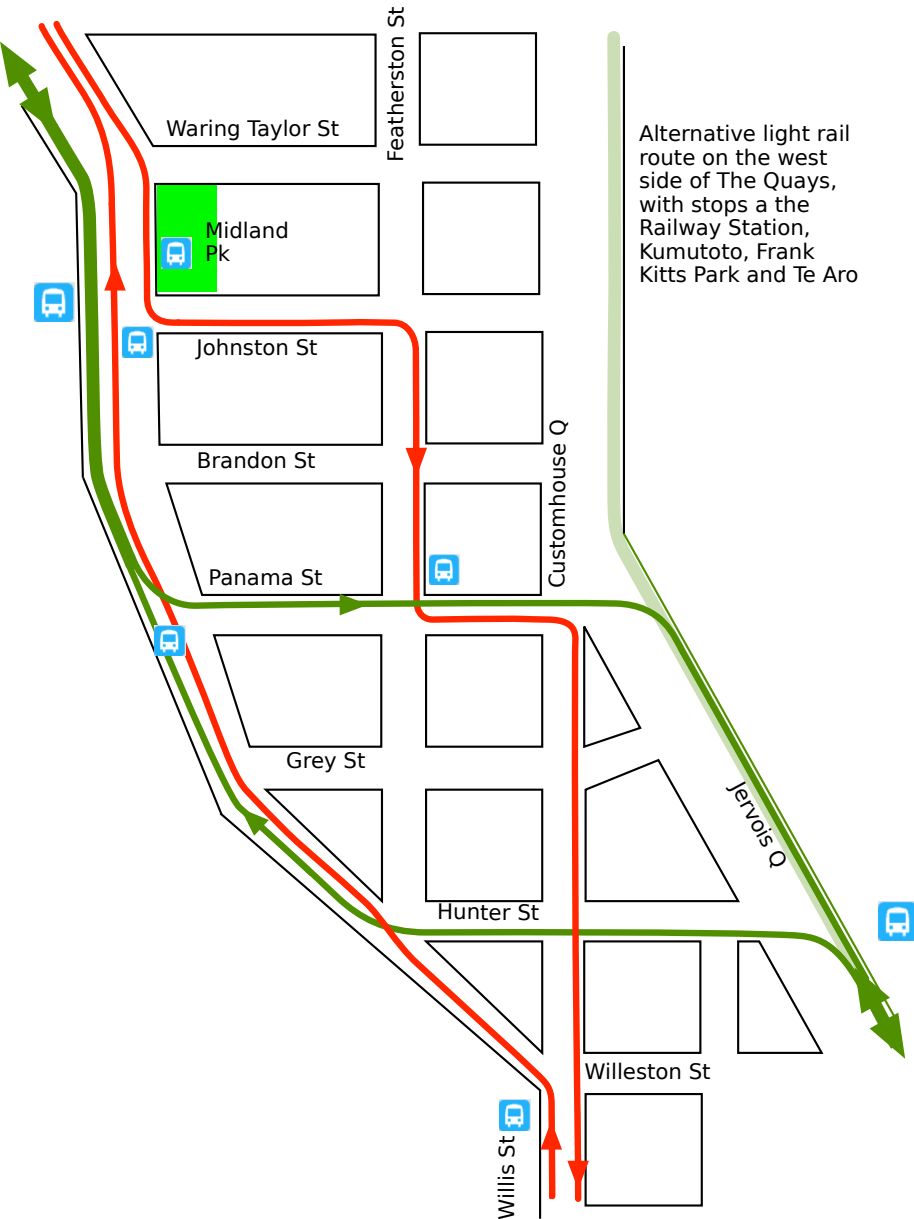 Featherston St
Waring Taylor St
Alternative light rail
route on the west
side of The Quays,
with stops a the
Railway Station,
Kumutoto, Frank
Kitts Park and Te Aro
Midland
Pk
Johnston St
Brandon St
Customhouse Q
Panama St
Grey St
Jervois Q
Hunter St
Willeston St
Willis St